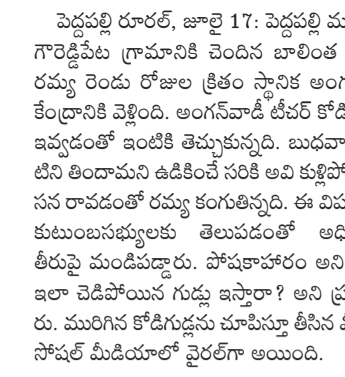 పెద్దపల్లి రూరల్, జూలై 17: పెద్దపల్లి మ
గౌరెడ్డిపేట గ్రామానికి చెందిన బాలింత
రమ్య రెండు రోజుల క్రితం స్థానిక అంగ
కేంద్రానికి వెళ్లింది. అంగన్‌వాడీ టీచర్ కోడి
ఇవ్వడంతో ఇంటికి తెచ్చుకున్నది. బుధవా
టిని తిందామని ఉడికించే సరికి అవి కుళ్లిపో
సన రావడంతో రమ్య కంగుతిన్నది. ఈ విష
కుటుంబసభ్యులకు తెలుపడంతో అధి
తీరుపై మండిపడ్డారు. పోషకాహారం అని
ఇలా చెడిపోయిన గుడ్లు ఇస్తారా? అని ప్ర
రు. మురిగిన కోడిగుడ్లను చూపిస్తూ తీసిన
సోషల్ మీడియాలో వైరల్‌గా అయింది.